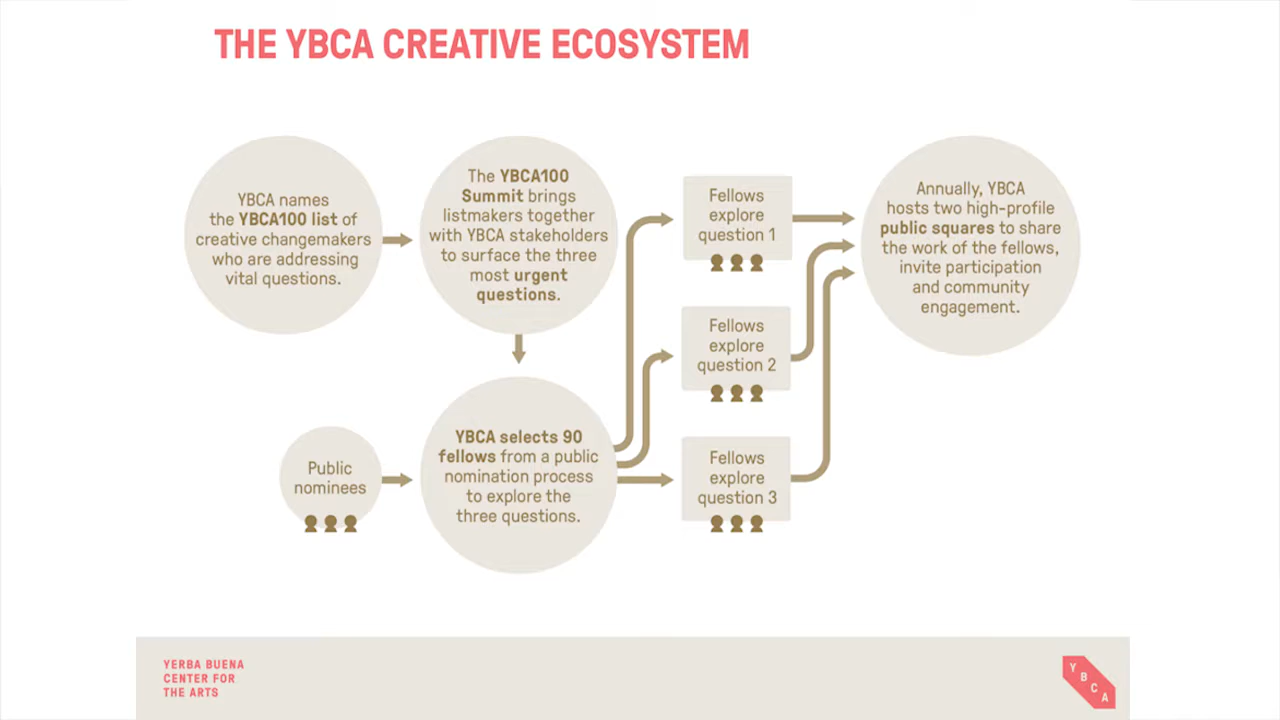 THE YBCA CREATIVE ECOSYSTEM
YBCA names
the YBCA100 list of
creative changemakers
who are addressing
vital questions.
The YBCA100
Summit brings
listmakers together
with YBCA stakeholders
to surface the three
most urgent
questions.
Public
nominees
YBCA selects 90
fellows from a public
nomination process
to explore the
three questions.
Fellows
explore
question 1
Fellows
explore
question 2
Fellows
explore
question 3
Annually, YBCA
hosts two high-profile
public squares to share
the work of the fellows,
invite participation
and community
engagement.
YERBA BUENA
CENTER FOR
THE ARTS
YBCA